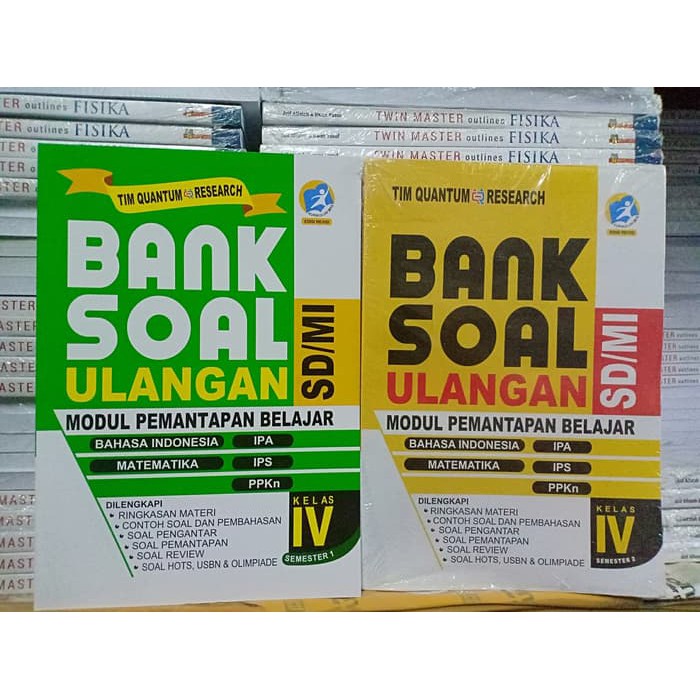 TWIN MASTER outlines FISIKA
TWIN MASTER outlines FISIKA
TWIN MASTER outlines FISIKA
ER outlines FISIKA
ER outlines FISIKA
TIM QUANTUM RESEARCH
BANK
SOAL
ULANGAN
SD/MI
MODUL PEMANTAPAN BELAJAR
BAHASA INDONESIA
IPA
MATEMATIKA
IPS
PPKn
DILENGKAPI
• RINGKASAN MATERI
• CONTOH SOAL DAN PEMBAHASAN
• SOAL PENGANTAR
• SOAL PEMANTAPAN
• SOAL REVIEW
• SOAL HOTS, USBN & OLIMPIADE
KELAS
IV
SEMESTER 1
TIM QUANTUM RESEARCH
BANK
SOAL
ULANGAN
SD/MI
MODUL PEMANTAPAN BELAJAR
BAHASA INDONESIA
IPA
MATEMATIKA
IPS
PPKn
DILENGKAPI
• RINGKASAN MATERI
• CONTOH SOAL DAN PEMBAHASAN
• SOAL PENGANTAR
• SOAL PEMANTAPAN
• SOAL REVIEW
• SOAL HOTS, USBN & OLIMPIADE
KELAS
IV
SEMESTER 2